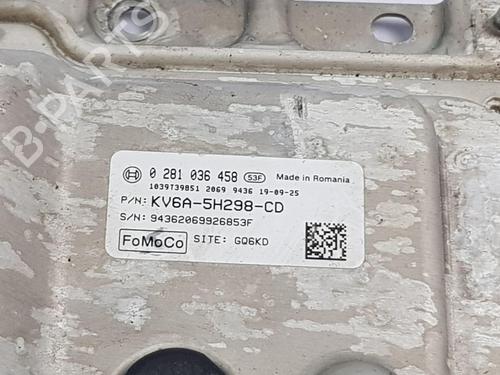 B-PARTS
0 281 036 458 53F Made in Romania
1039T39851 2069 9436 19-09-25
P/N: KV6A-5H298-CD
S/N: 94362069926853F
FoMoCo SITE: GQ6KD